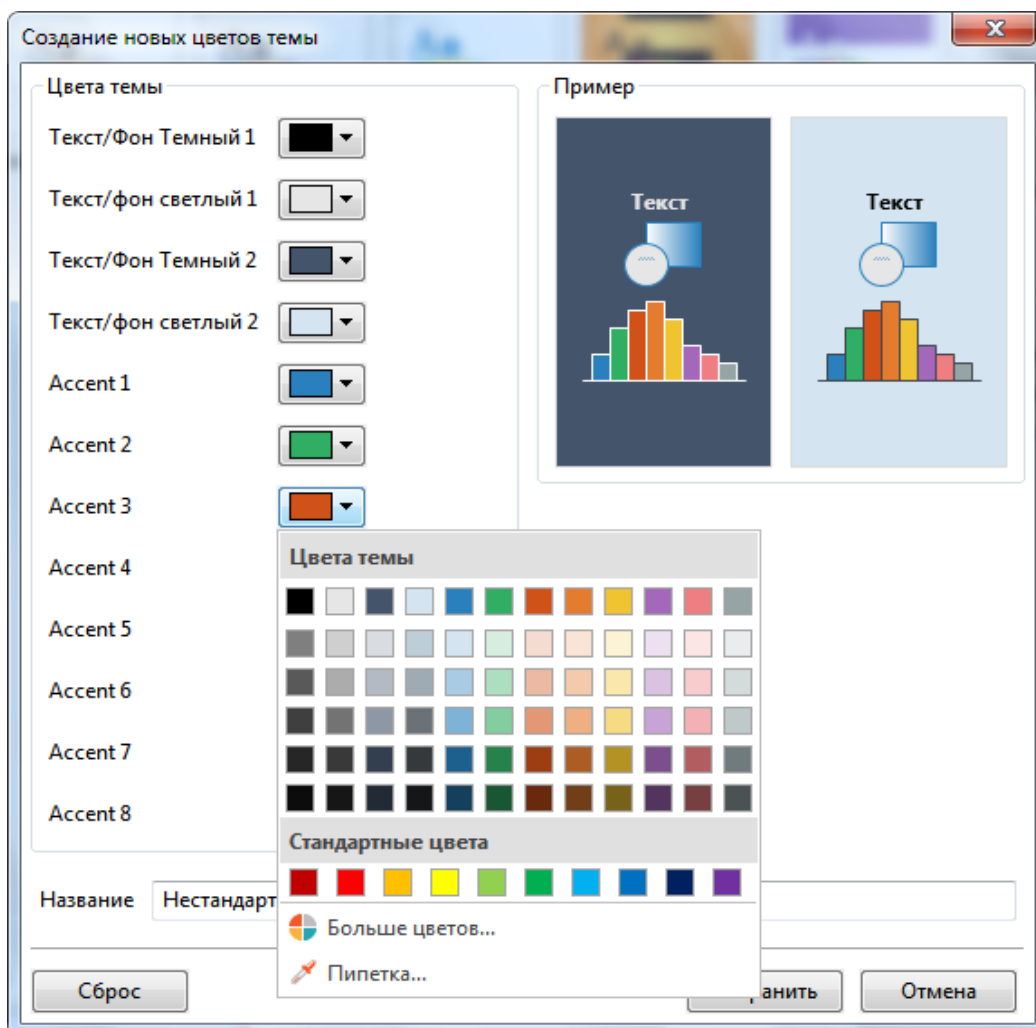 Создание новых цветов темы
Цвета темы
Текст/Фон Темный 1
Текст/фон светлый 1
Текст/Фон Темный 2
Текст/фон светлый 2
Accent 1
Accent 2
Accent 3
Accent 4
Accent 5
Accent 6
Accent 7
Accent 8
Пример
Текст
Текст
Цвета темы
Стандартные цвета
Больше цветов...
Пипетка...
Название
Сброс
Отмена